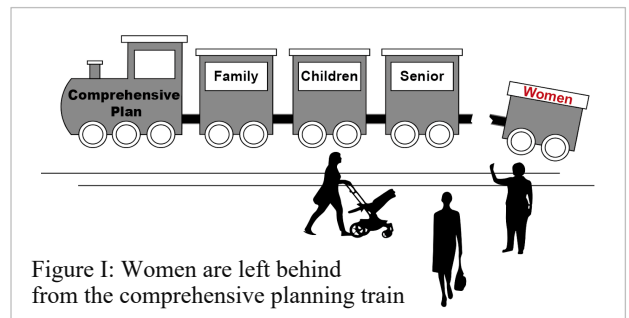 Comprehensive
Plan
Family
Children
Senior
Women
Figure I: Women are left behind
from the comprehensive planning train